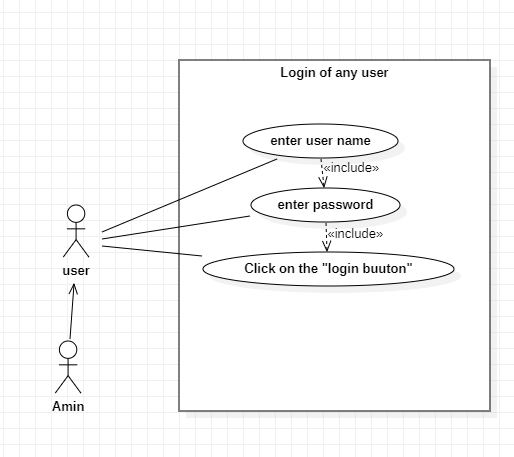 Login of any user
enter user name
«include»
enter password
«include»
Click on the "login buuton"
user
Amin